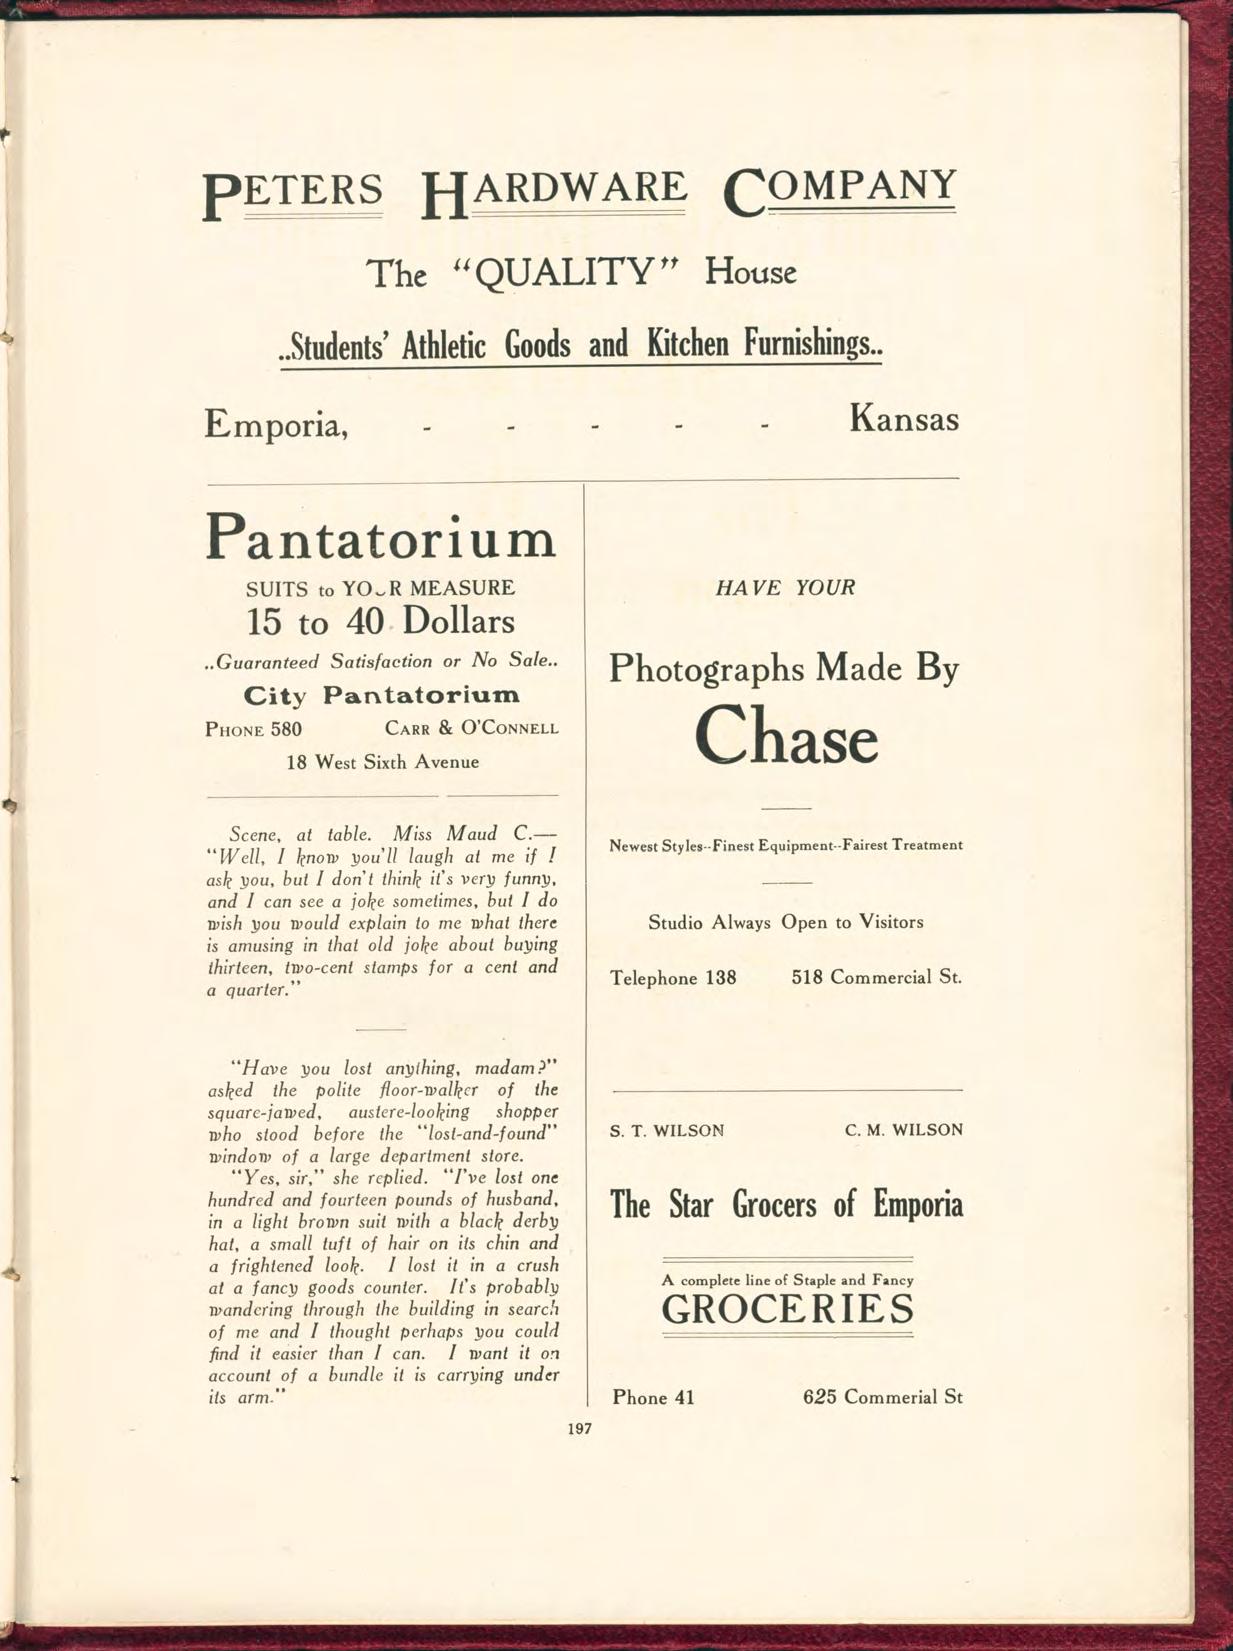 PETERS HARDWARE COMPANY
The "QUALITY" House
..Students' Athletic Goods and Kitchen Furnishings..
Emporia, - - - - - Kansas
Pantatorium
SUITS to YOUR MEASURE
15 to 40 Dollars
..Guaranteed Satisfaction or No Sale..
City Pantatorium
PHONE 580 CARR & O'CONNELL
18 West Sixth Avenue
Scene, at table. Miss Maud C.—
"Well, I know you'll laugh at me if I
ask you, but I don't think it's very funny,
and I can see a joke sometimes, but I do
wish you would explain to me what there
is amusing in that old joke about buying
thirteen, two-cent stamps for a cent and
a quarter."
"Have you lost anything, madam?"
asked the polite floor-walker of the
square-jawed, austere-looking shopper
who stood before the "lost-and-found"
window of a large department store.
"Yes, sir," she replied. "I've lost one
hundred and fourteen pounds of husband,
in a light brown suit with a black derby
hat, a small tuft of hair on its chin and
a frightened look. I lost it in a crush
at a fancy goods counter. It's probably
wandering through the building in search
of me and I thought perhaps you could
find it easier than I can. I want it on
account of a bundle it is carrying under
its arm."
HAVE YOUR
Photographs Made By
Chase
Newest Styles--Finest Equipment--Fairest Treatment
Studio Always Open to Visitors
Telephone 138 518 Commercial St.
S. T. WILSON C. M. WILSON
The Star Grocers of Emporia
A complete line of Staple and Fancy
GROCERIES
Phone 41 625 Commerial St
197